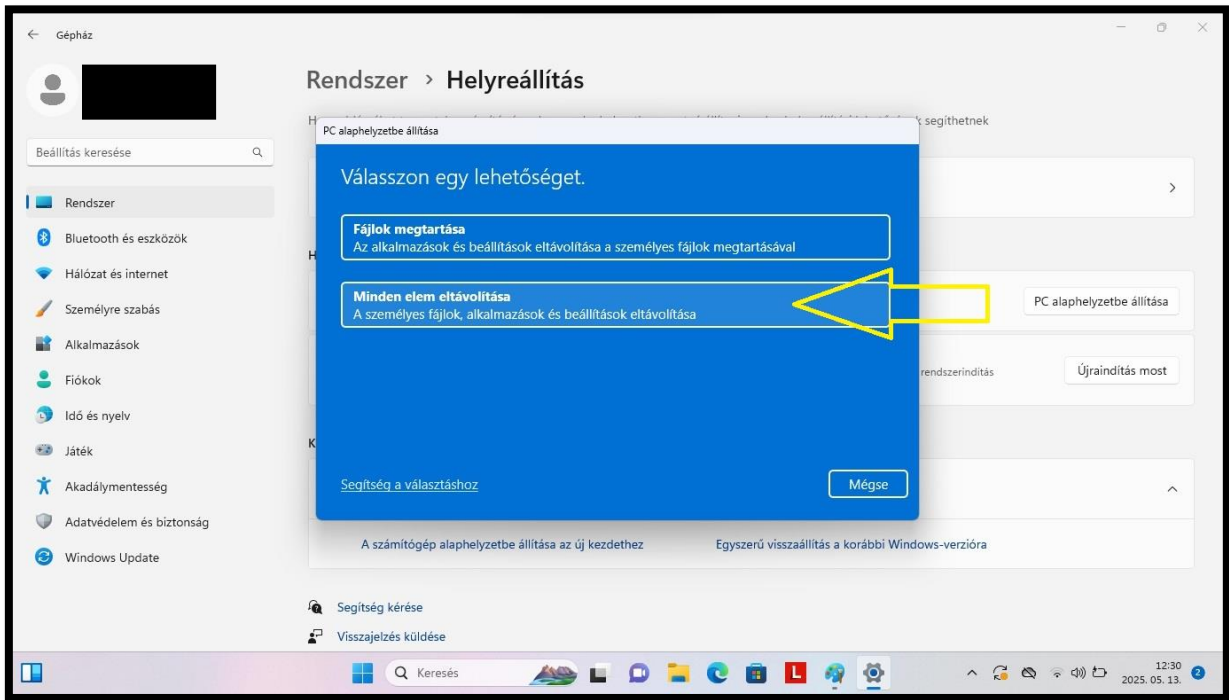 Gépház
Rendszer > Helyreállítás
segíthetnek
PC alaphelyzetbe állítása
Beállítás keresése
Válasszon egy lehetőséget.
Rendszer
Fájlok megtartása
Az alkalmazások és beállítások eltávolítása a személyes fájlok megtartásával
Bluetooth és eszközök
Hálózat és internet
Minden elem eltávolítása
A személyes fájlok, alkalmazások és beállítások eltávolítása
PC alaphelyzetbe állítása
Személyre szabás
Alkalmazások
Fiókok
rendszerindítás
Újraindítás most
Idő és nyelv
Játék
Akadálymentesség
Segítség a választáshoz
Mégse
Adatvédelem és biztonság
A számítógép alaphelyzetbe állítása az új kezdethez
Egyszerű visszaállítás a korábbi Windows-verzióra
Windows Update
Segítség kérése
Visszajelzés küldése
Keresés
L
12:30
2025. 05. 13.
2